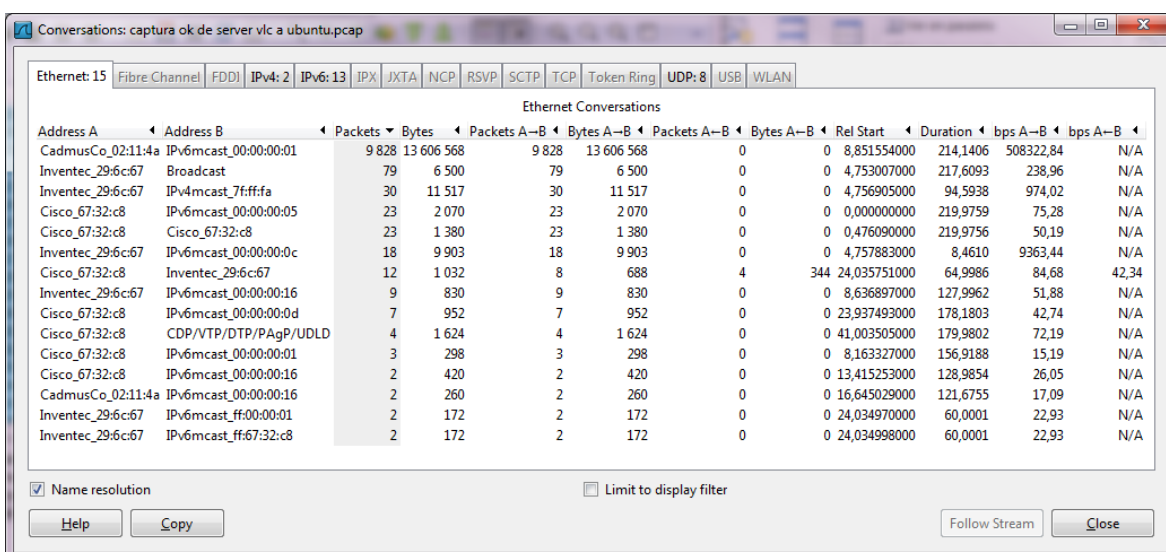 Conversations: captura ok de server vlc a ubuntu.pcap
Ethernet: 15 Fibre Channel FDDI IPv4: 2 IPv6: 13 IPX JXTA NCP RSVP SCTP TCP Token Ring UDP: 8 USB WLAN
Ethernet Conversations
Address A Address B Packets Bytes Packets A→B Bytes A→B Packets A←B Bytes A←B Rel Start Duration bps A→B bps A←B
CadmusCo_02:11:4a IPv6mcast_00:00:00:01 9 828 13 606 568 9 828 13 606 568 0 0 8,851554000 214,1406 508322,84 N/A
Inventec_29:6c:67 Broadcast 79 6 500 79 6 500 0 0 4,753007000 217,6093 238,96 N/A
Inventec_29:6c:67 IPv4mcast_7f:ff:fa 30 11 517 30 11 517 0 0 4,756905000 94,5938 974,02 N/A
Cisco_67:32:c8 IPv6mcast_00:00:00:05 23 2 070 23 2 070 0 0 0,000000000 219,9759 75,28 N/A
Cisco_67:32:c8 Cisco_67:32:c8 23 1 380 23 1 380 0 0 0,476090000 219,9756 50,19 N/A
Inventec_29:6c:67 IPv6mcast_00:00:00:0c 18 9 903 18 9 903 0 0 4,757883000 8,4610 9363,44 N/A
Cisco_67:32:c8 Inventec_29:6c:67 12 1 032 8 688 4 344 24,035751000 64,9986 84,68 42,34
Inventec_29:6c:67 IPv6mcast_00:00:00:16 9 830 9 830 0 0 8,636897000 127,9962 51,88 N/A
Cisco_67:32:c8 IPv6mcast_00:00:00:0d 7 952 7 952 0 0 23,937493000 178,1803 42,74 N/A
Cisco_67:32:c8 CDP/VTP/DTP/PAgP/UDLD 4 1 624 4 1 624 0 0 41,003505000 179,9802 72,19 N/A
Cisco_67:32:c8 IPv6mcast_00:00:00:01 3 298 3 298 0 0 8,163327000 156,9188 15,19 N/A
Cisco_67:32:c8 IPv6mcast_00:00:00:16 2 420 2 420 0 0 13,415253000 128,9854 26,05 N/A
CadmusCo_02:11:4a IPv6mcast_00:00:00:16 2 260 2 260 0 0 16,645029000 121,6755 17,09 N/A
Inventec_29:6c:67 IPv6mcast_ff:00:00:01 2 172 2 172 0 0 24,034970000 60,0001 22,93 N/A
Inventec_29:6c:67 IPv6mcast_ff:67:32:c8 2 172 2 172 0 0 24,034998000 60,0001 22,93 N/A
Name resolution Limit to display filter
Help Copy Follow Stream Close